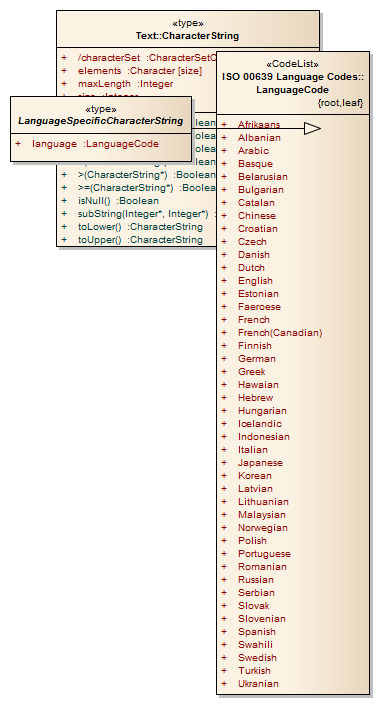 «type»
Text::CharacterString
+ /characterSet :CharacterSetC
+ elements :Character [size]
+ maxLength :Integer
«type»
LanguageSpecificCharacterString
+ language :LanguageCode
+ >(CharacterString*) :Boolean
+ >=(CharacterString*) :Boolean
+ isNull() :Boolean
+ subString(Integer*, Integer*) :
+ toLower() :CharacterString
+ toUpper() :CharacterString
«CodeList»
ISO 00639 Language Codes::
LanguageCode
{root,leaf}
+ Afrikaans
+ Albanian
+ Arabic
+ Basque
+ Belarusian
+ Bulgarian
+ Catalan
+ Chinese
+ Croatian
+ Czech
+ Danish
+ Dutch
+ English
+ Estonian
+ Faeroese
+ French
+ French(Canadian)
+ Finnish
+ German
+ Greek
+ Hawaian
+ Hebrew
+ Hungarian
+ Icelandic
+ Indonesian
+ Italian
+ Japanese
+ Korean
+ Latvian
+ Lithuanian
+ Malaysian
+ Norwegian
+ Polish
+ Portuguese
+ Romanian
+ Russian
+ Serbian
+ Slovak
+ Slovenian
+ Spanish
+ Swahili
+ Swedish
+ Turkish
+ Ukranian